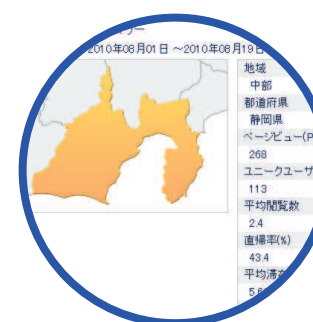 2010年08月01日 ～2010年08月19日
地域
中部
都道府県
静岡県
ページビュー(P
268
ユニークユーザ
113
平均閲覧数
2.4
直帰率(%)
43.4
平均滞在
5.6